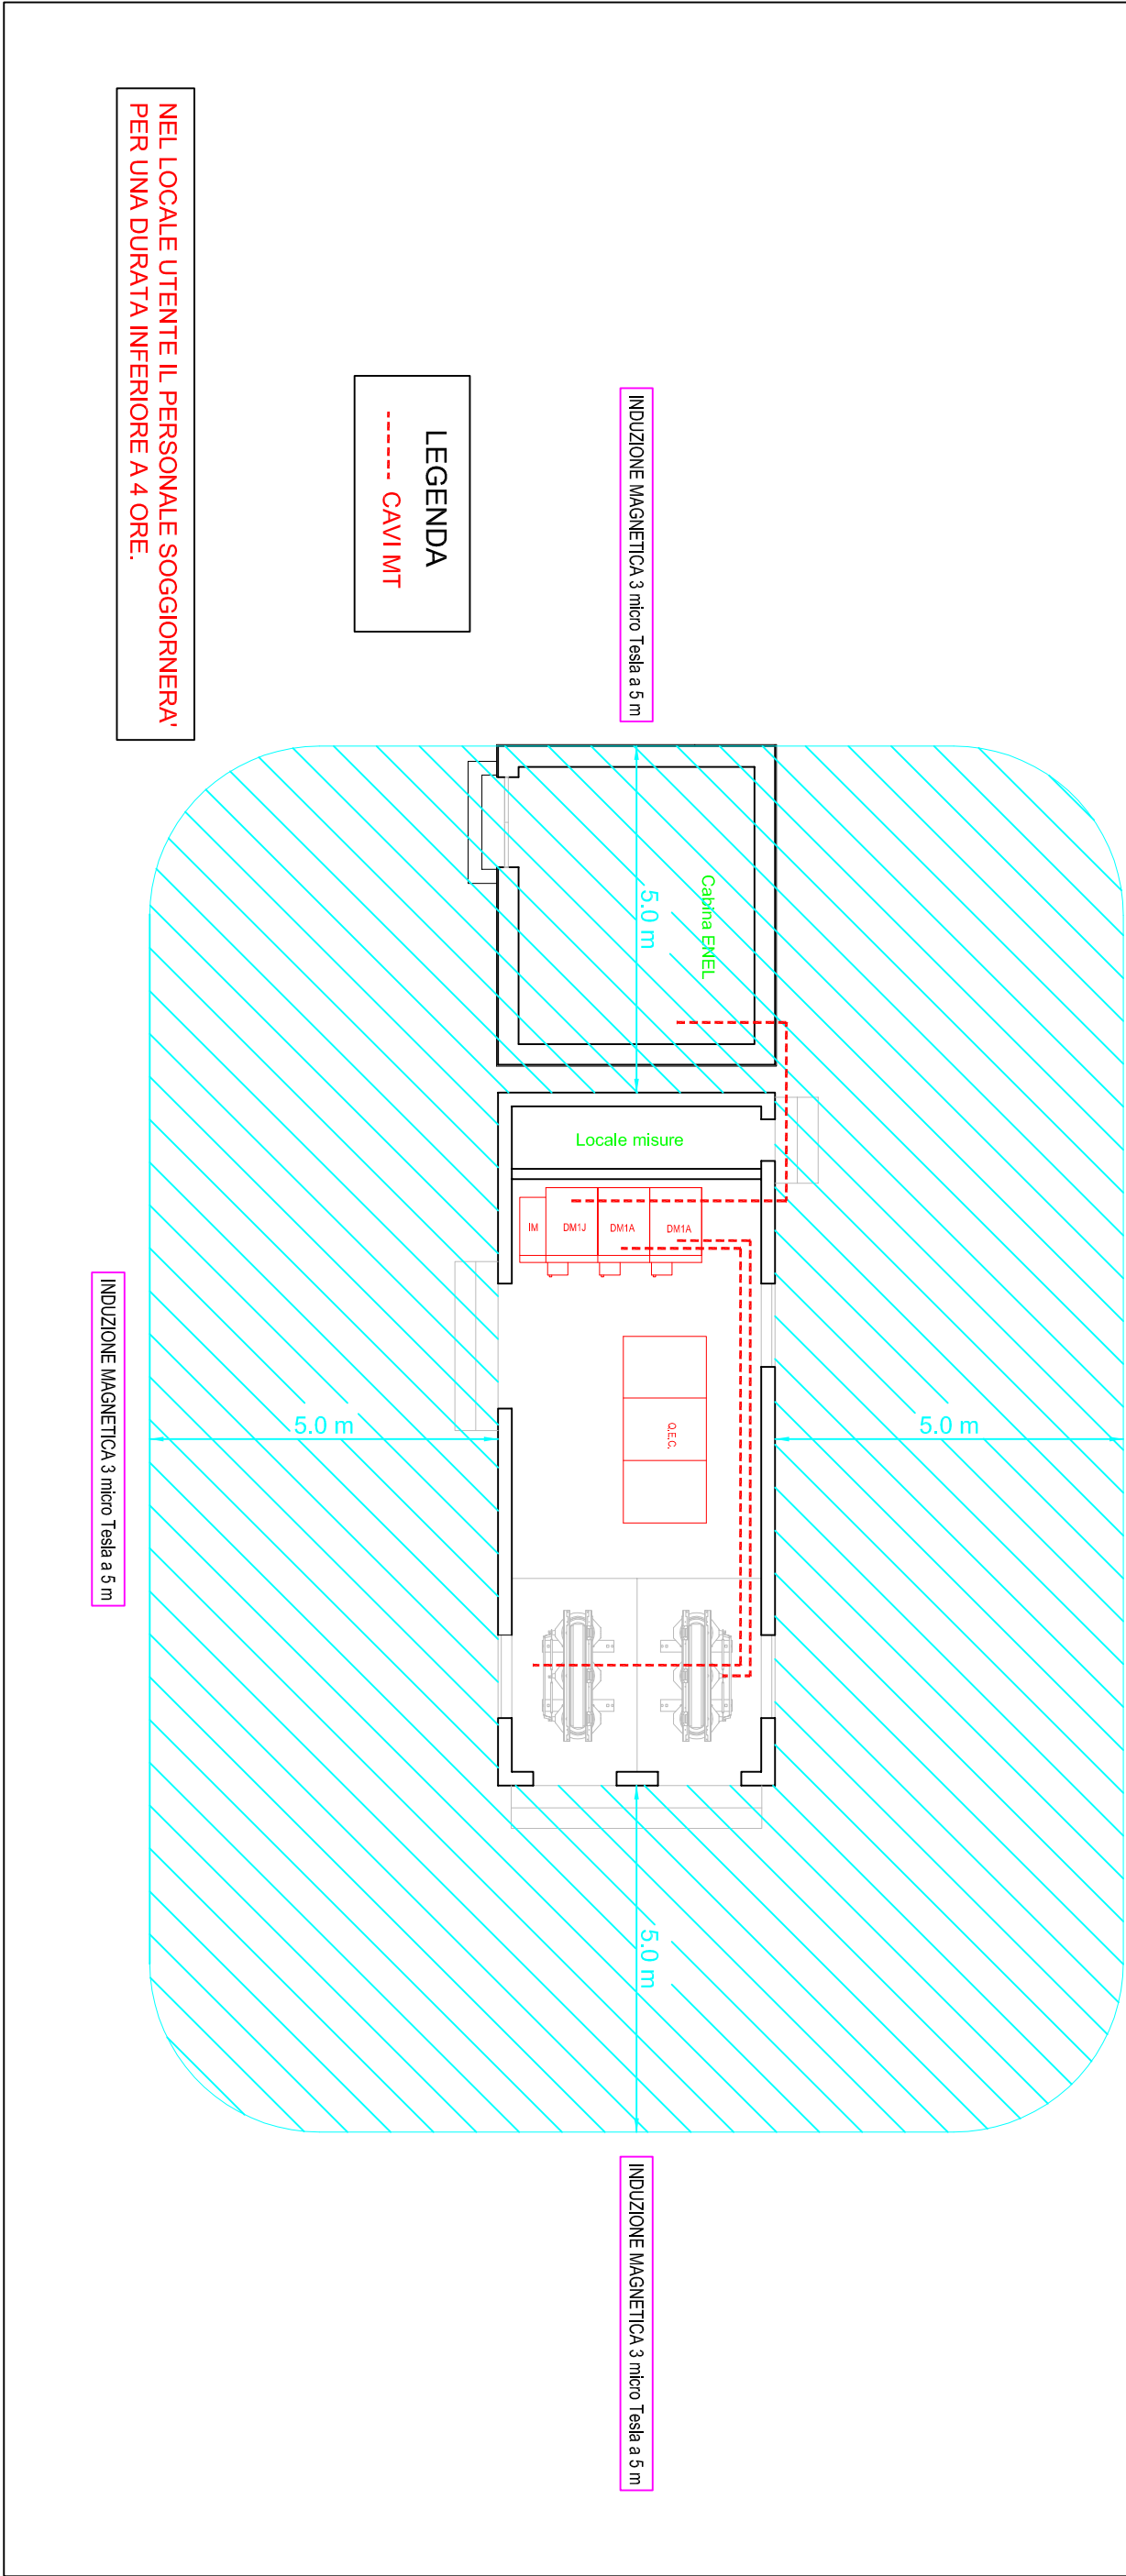 NEL LOCALE UTENTE IL PERSONALE SOGGIORNERA'
PER UNA DURATA INFERIORE A 4 ORE.
LEGENDA
CAVI MT
INDUZIONE MAGNETICA 3 micro Tesla a 5 m
Cabina ENEL
5.0 m
Locale misure
IM
DM1J
DM1A
DM1A
Q.E.C.
5.0 m
5.0 m
INDUZIONE MAGNETICA 3 micro Tesla a 5 m
5.0 m
INDUZIONE MAGNETICA 3 micro Tesla a 5 m